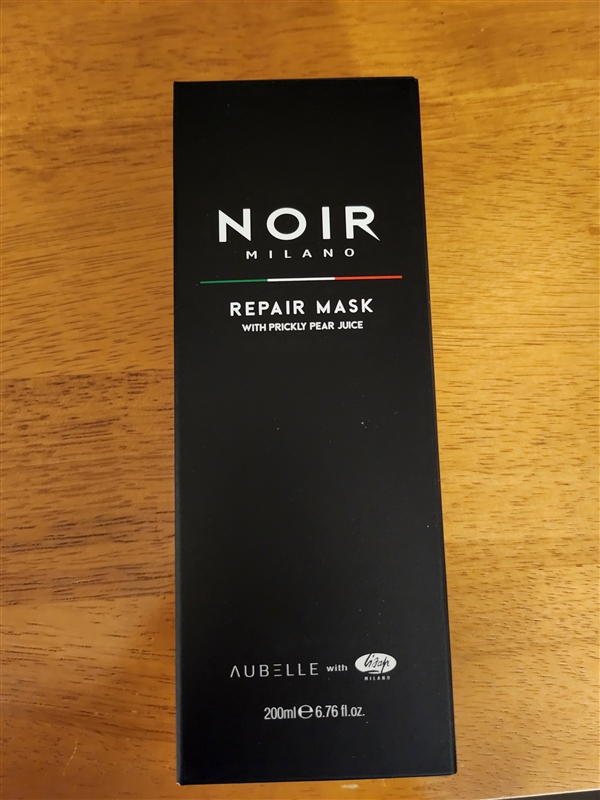 NOIR
MILANO
REPAIR MASK
WITH PRICKLY PEAR JUICE
AUBELLE with lisap
MILANO
200ml ℮ 6.76 fl.oz.